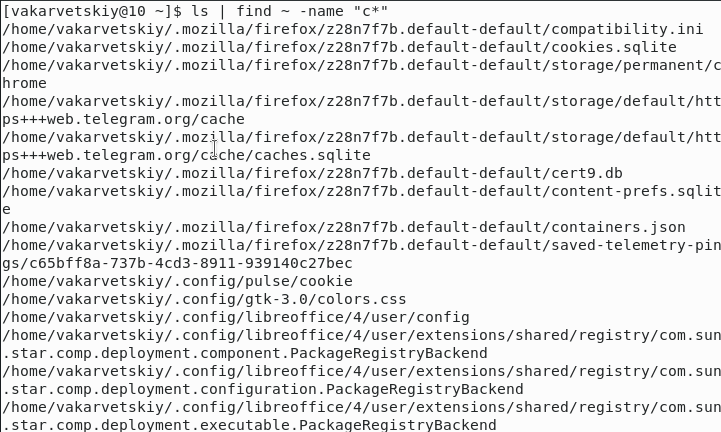 [vakarvetskiy@10 ~]$ ls | find ~ -name "c*"
/home/vakarvetskiy/.mozilla/firefox/z28n7f7b.default-default/compatibility.ini
/home/vakarvetskiy/.mozilla/firefox/z28n7f7b.default-default/cookies.sqlite
/home/vakarvetskiy/.mozilla/firefox/z28n7f7b.default-default/storage/permanent/c
hrome
/home/vakarvetskiy/.mozilla/firefox/z28n7f7b.default-default/storage/default/htt
ps+++web.telegram.org/cache
/home/vakarvetskiy/.mozilla/firefox/z28n7f7b.default-default/storage/default/htt
ps+++web.telegram.org/cache/caches.sqlite
/home/vakarvetskiy/.mozilla/firefox/z28n7f7b.default-default/cert9.db
/home/vakarvetskiy/.mozilla/firefox/z28n7f7b.default-default/content-prefs.sqlit
e
/home/vakarvetskiy/.mozilla/firefox/z28n7f7b.default-default/containers.json
/home/vakarvetskiy/.mozilla/firefox/z28n7f7b.default-default/saved-telemetry-pin
gs/c65bff8a-737b-4cd3-8911-939140c27bec
/home/vakarvetskiy/.config/pulse/cookie
/home/vakarvetskiy/.config/gtk-3.0/colors.css
/home/vakarvetskiy/.config/libreoffice/4/user/config
/home/vakarvetskiy/.config/libreoffice/4/user/extensions/shared/registry/com.sun
.star.comp.deployment.component.PackageRegistryBackend
/home/vakarvetskiy/.config/libreoffice/4/user/extensions/shared/registry/com.sun
.star.comp.deployment.configuration.PackageRegistryBackend
/home/vakarvetskiy/.config/libreoffice/4/user/extensions/shared/registry/com.sun
.star.comp.deployment.executable.PackageRegistryBackend